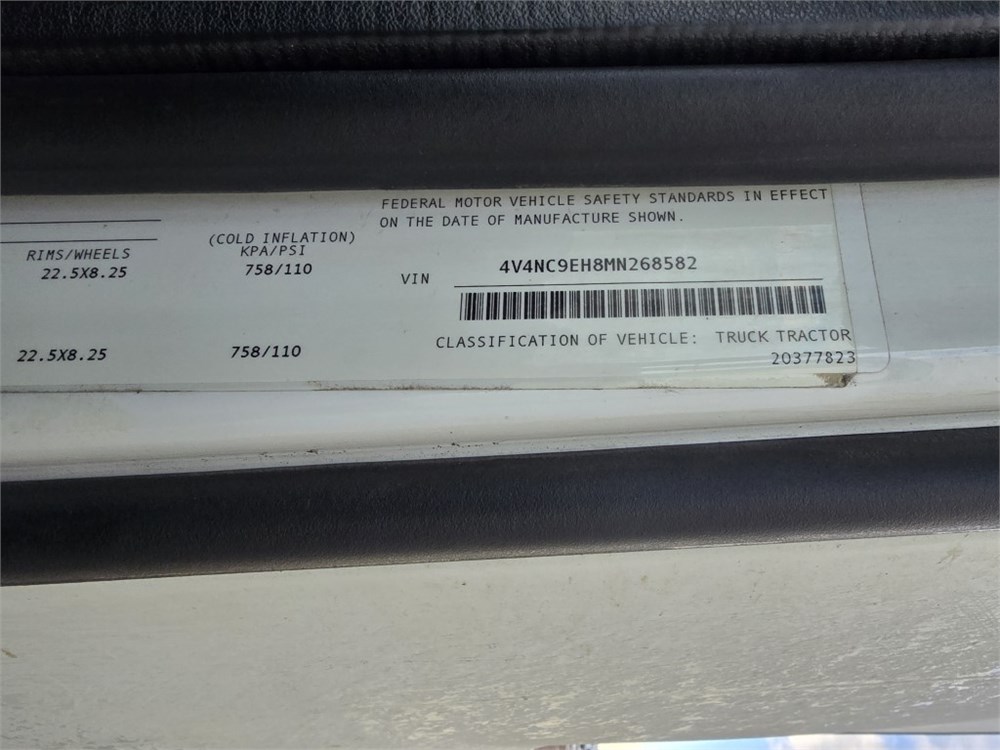 FEDERAL MOTOR VEHICLE SAFETY STANDARDS IN EFFECT
ON THE DATE OF MANUFACTURE SHOWN.
RIMS/WHEELS
22.5X8.25
(COLD INFLATION)
KPA/PSI
758/110
VIN 4V4NC9EH8MN268582
22.5X8.25
758/110
CLASSIFICATION OF VEHICLE: TRUCK TRACTOR
20377823